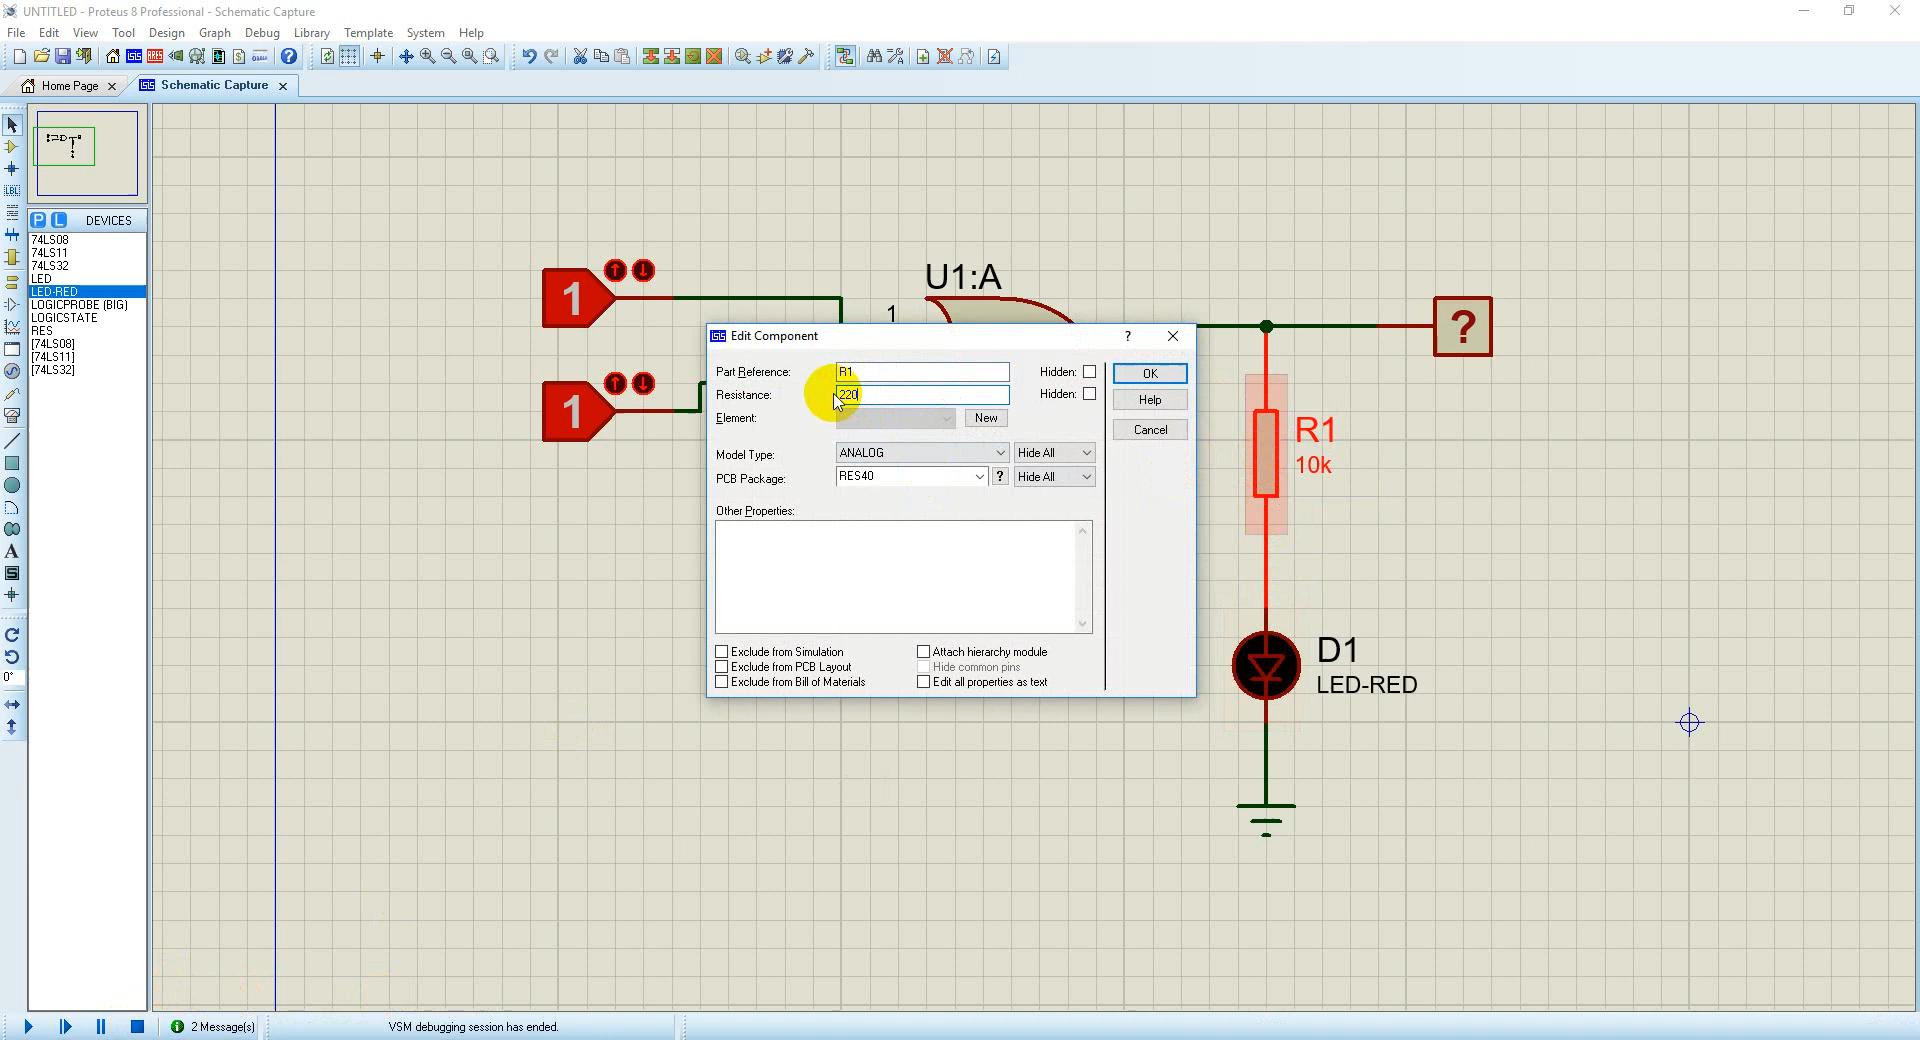 UNTITLED - Proteus 8 Professional - Schematic Capture
File Edit View Tool Design Graph Debug Library Template System Help
Home Page Schematic Capture
P L DEVICES
74LS08
74LS11
74LS32
LED
LED-RED
LOGICPROBE (BIG)
LOGICSTATE
RES
[74LS08]
[74LS11]
[74LS32]
LBL
A
S
0°
U1:A
1
1
1
?
R1
10k
D1
LED-RED
Edit Component ?
Part Reference: R1 Hidden: OK
Resistance: 220 Hidden: Help
Element: New Cancel
Model Type: ANALOG Hide All
PCB Package: RES40 ? Hide All
Other Properties:
Exclude from Simulation Attach hierarchy module
Exclude from PCB Layout Hide common pins
Exclude from Bill of Materials Edit all properties as text
2 Message(s) VSM debugging session has ended.